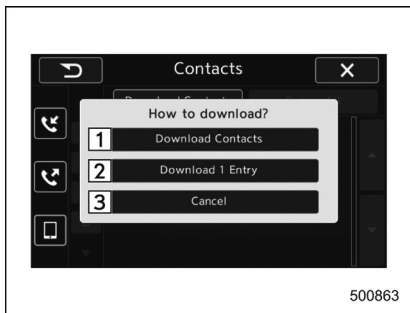 Contacts
How to download?
1 Download Contacts
2 Download 1 Entry
3 Cancel
500863